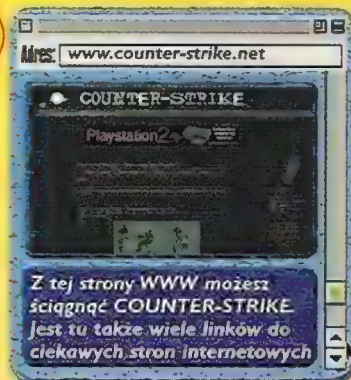 Adres: www.counter-strike.net
COUNTER-STRIKE
Playstation2
Z tej strony WWW możesz
ściągnąć COUNTER-STRIKE.
Jest tu także wiele linków do
ciekawych stron internetowych